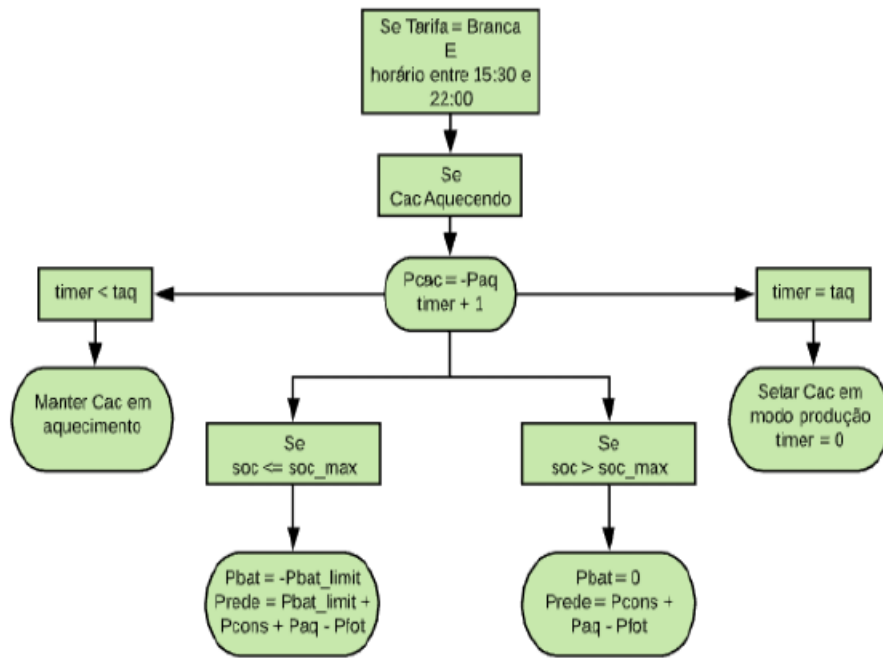 Se Tarifa = Branca
E
horário entre 15:30 e
22:00
Se
Cac Aquecendo
Pcac = -Paq
timer + 1
timer < taq
timer = taq
Manter Cac em
aquecimento
Setar Cac em
modo produção
timer = 0
Se
soc <= soc_max
Se
soc > soc_max
Pbat = -Pbat_limit
Prede = Pbat_limit +
Pcons + Paq - Pfot
Pbat = 0
Prede = Pcons +
Paq - Pfot